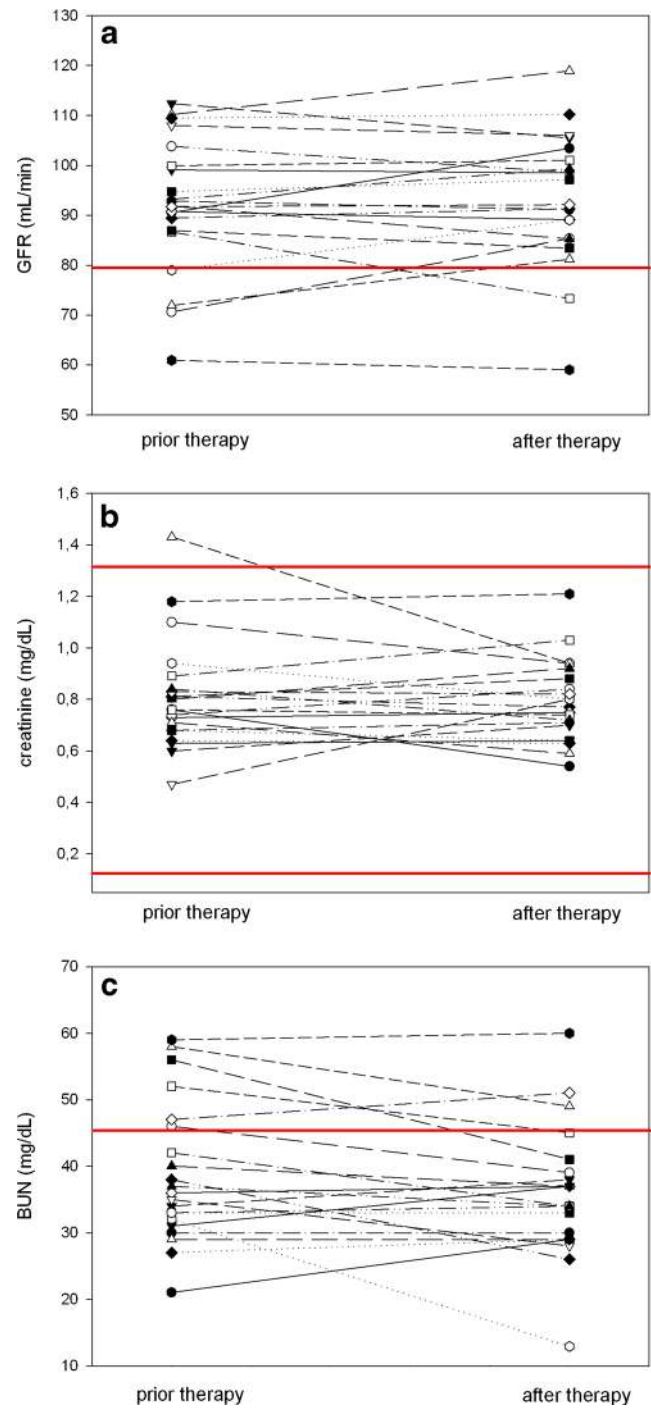 a
130
120
110
100
90
80
70
60
50
GFR (mL/min)
prior therapy after therapy
b
1,6
1,4
1,2
1,0
0,8
0,6
0,4
0,2
creatinine (mg/dL)
prior therapy after therapy
c
70
60
50
40
30
20
10
BUN (mg/dL)
prior therapy after therapy